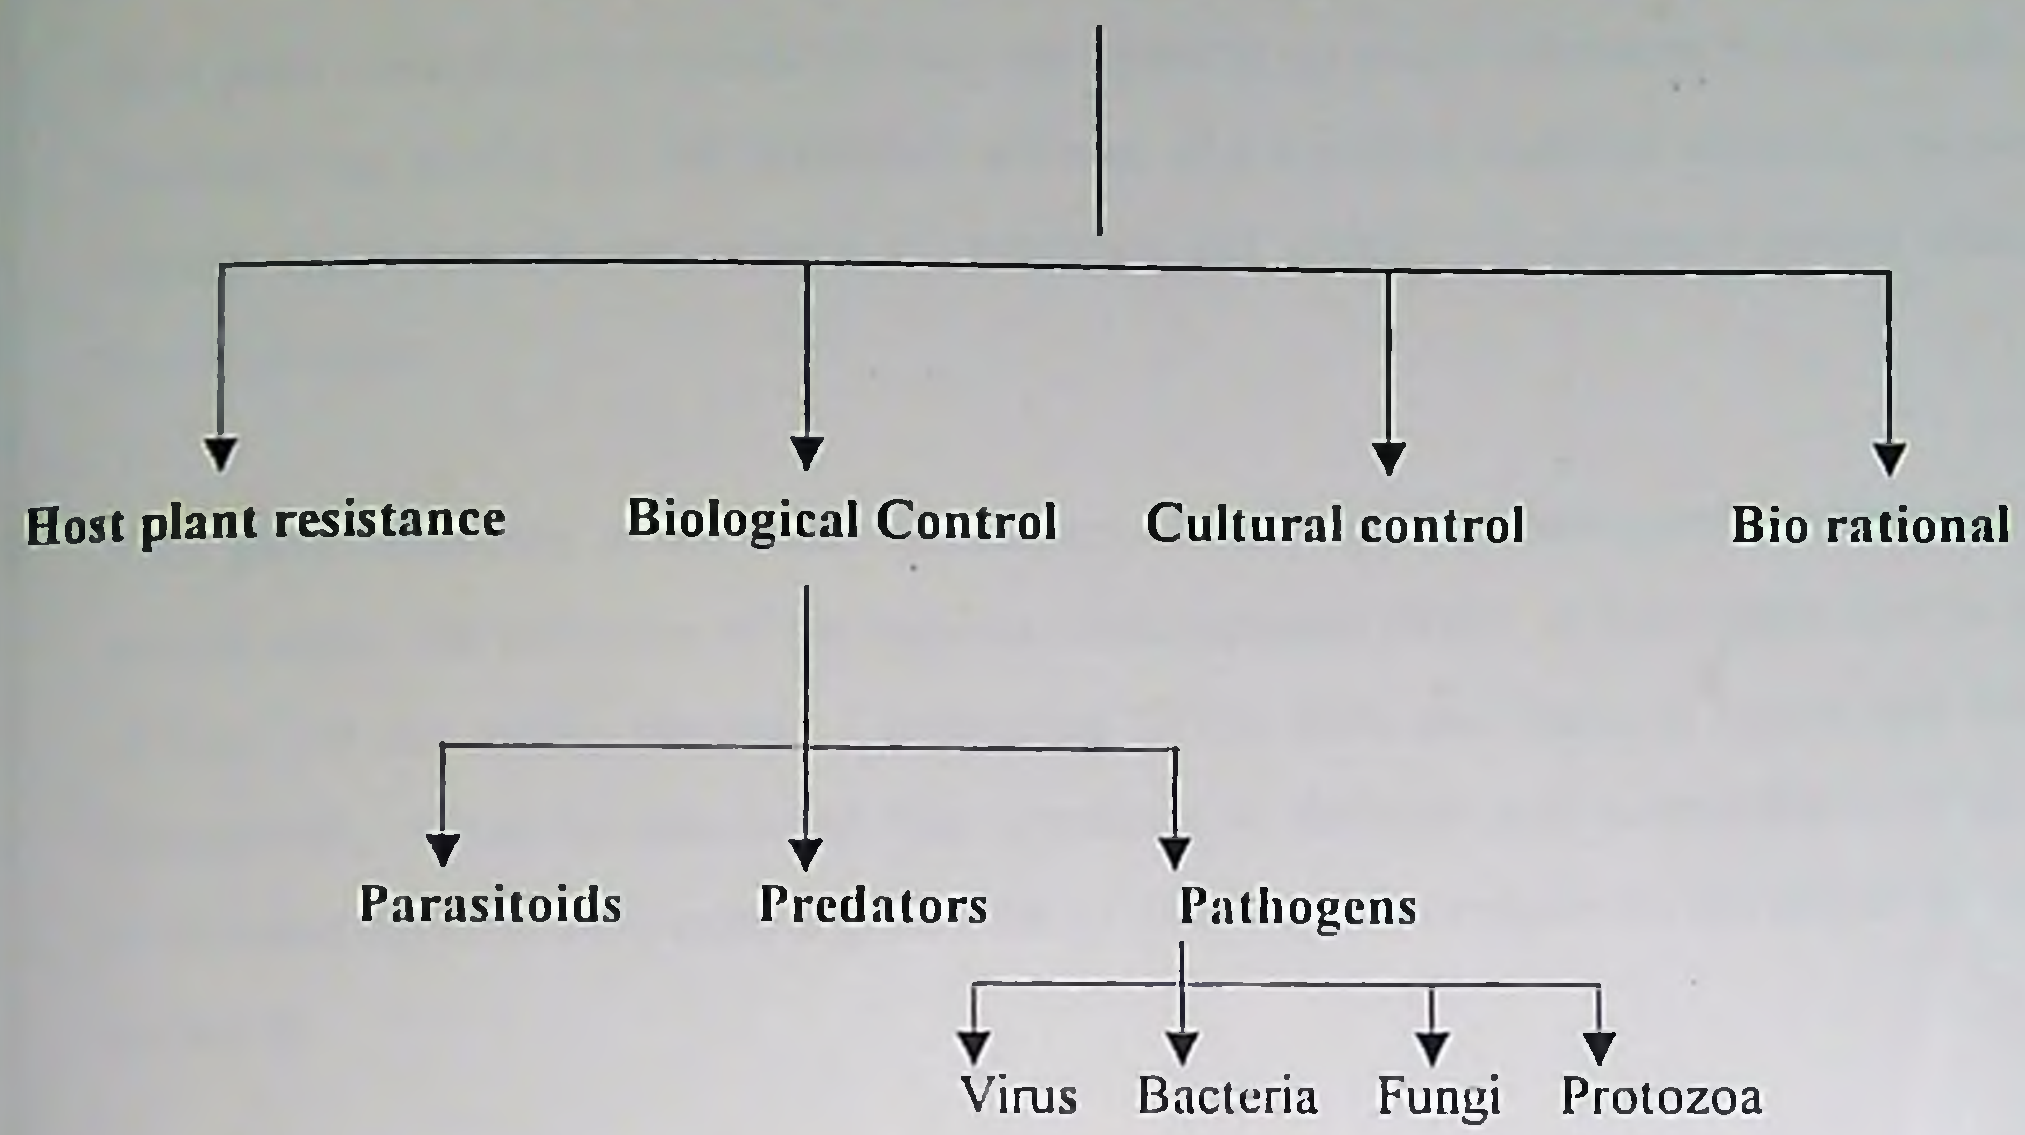 Host plant resistance Biological Control Cultural control Bio rational
Parasitoids Predators Pathogens
Virus Bacteria Fungi Protozoa